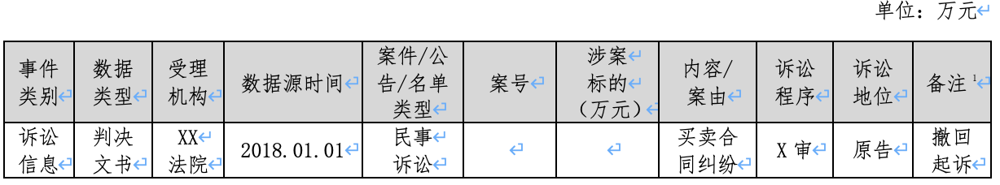 单位：万元
事件类别 数据类型 受理机构 数据源时间 案件/公告/名单类型 案号 涉案标的（万元） 内容/案由 诉讼程序 诉讼地位 备注1
诉讼信息 判决文书 XX法院 2018.01.01 民事诉讼 买卖合同纠纷 X审 原告 撤回起诉